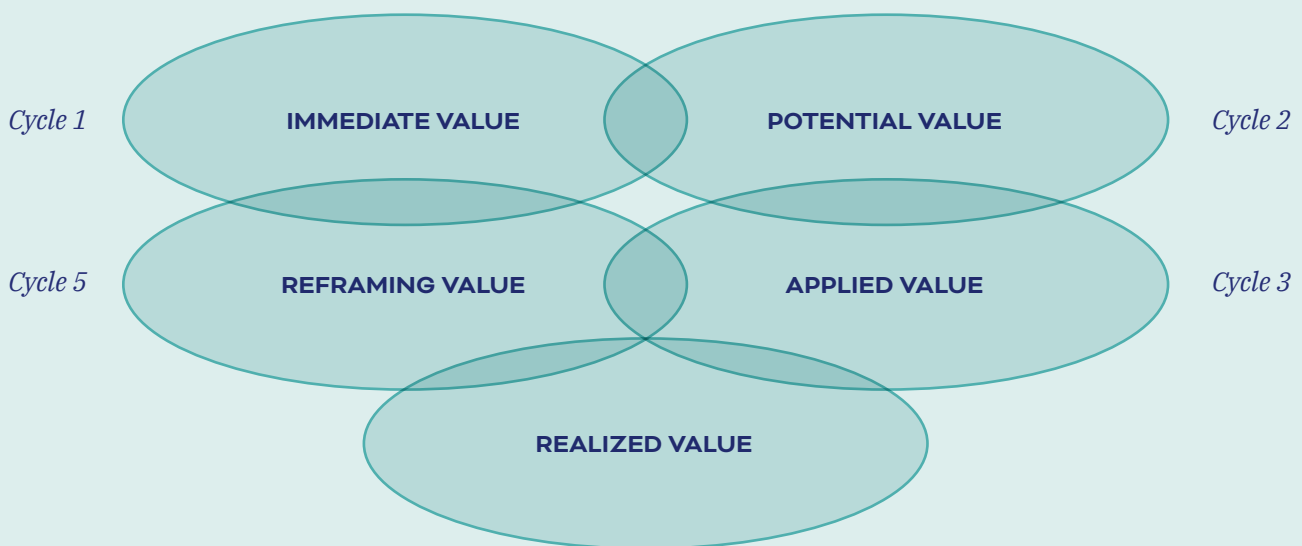 Cycle 1
IMMEDIATE VALUE
POTENTIAL VALUE
Cycle 2
Cycle 5
REFRAMING VALUE
APPLIED VALUE
Cycle 3
REALIZED VALUE